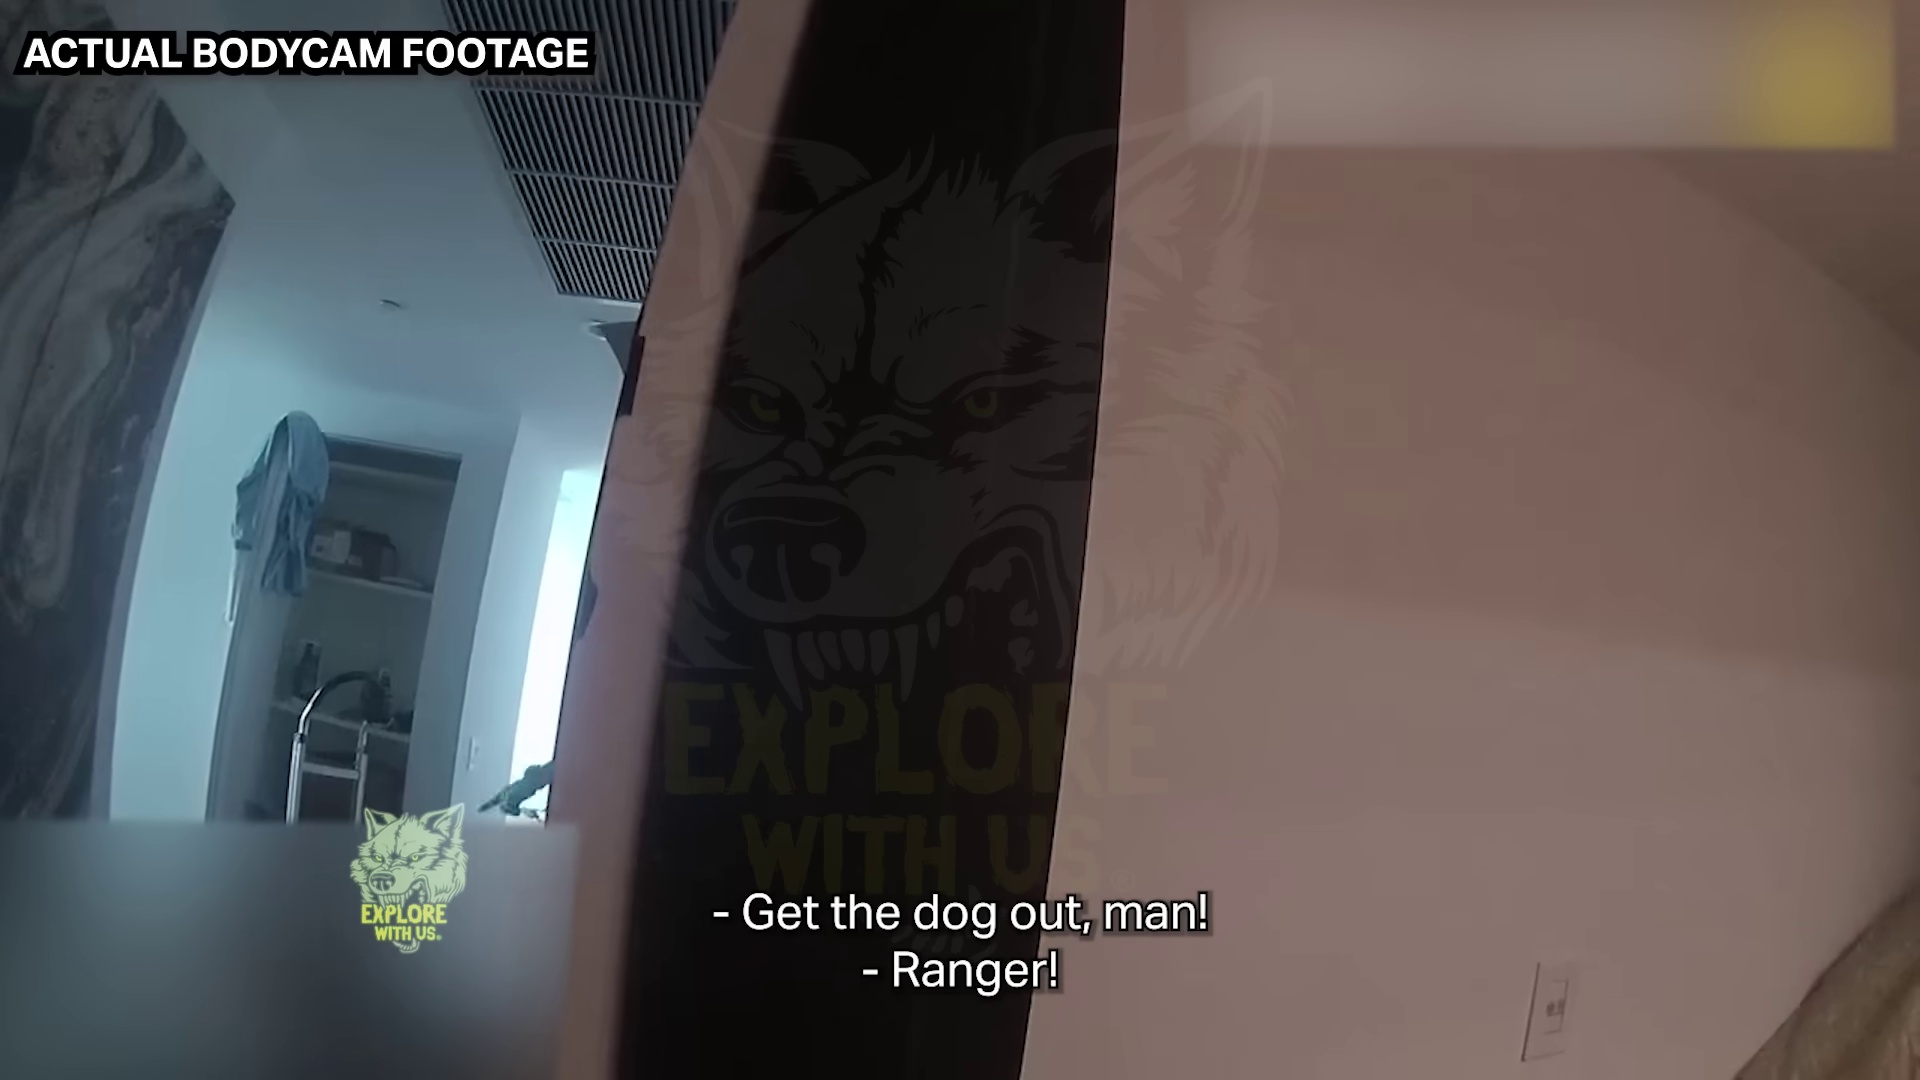 ACTUAL BODYCAM FOOTAGE
EXPLORE
WITH US
EXPLORE
WITH US
- Get the dog out, man!
- Ranger!